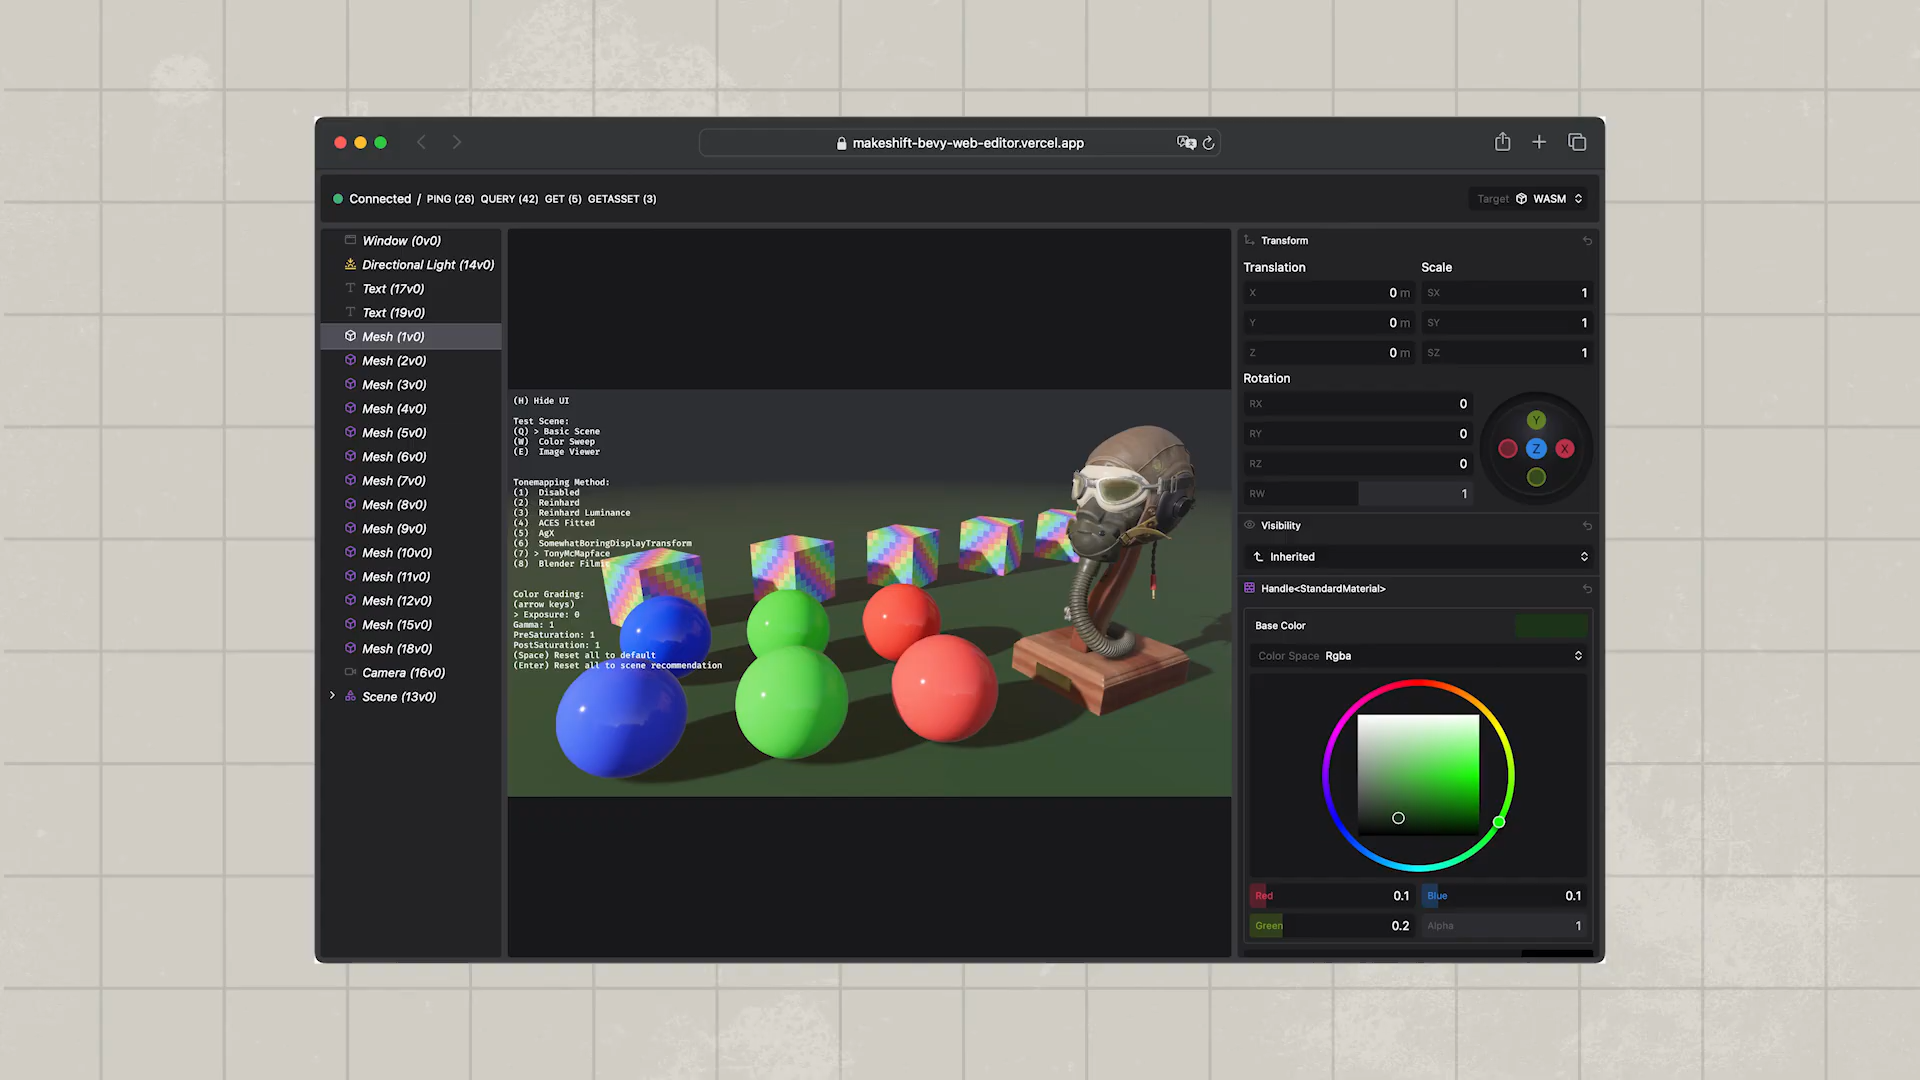 makeshift-bevy-web-editor.vercel.app
Connected / PING (26) QUERY (42) GET (5) GETASSET (3)
Target WASM
Window (0v0)
Directional Light (14v0)
Text (17v0)
Text (19v0)
Mesh (1v0)
Mesh (2v0)
Mesh (3v0)
Mesh (4v0)
Mesh (5v0)
Mesh (6v0)
Mesh (7v0)
Mesh (8v0)
Mesh (9v0)
Mesh (10v0)
Mesh (11v0)
Mesh (12v0)
Mesh (15v0)
Mesh (18v0)
Camera (16v0)
Scene (13v0)
(H) Hide UI
Test Scene:
(Q) > Basic Scene
(W) Color Sweep
(E) Image Viewer
Tonemapping Method:
(1) Disabled
(2) Reinhard
(3) Reinhard Luminance
(4) ACES Fitted
(5) AgX
(6) SomewhatBoringDisplayTransform
(7) > TonyMcMapface
(8) Blender Filmic
Color Grading:
(arrow keys)
> Exposure: 0
Gamma: 1
PreSaturation: 1
PostSaturation: 1
(Space) Reset all to default
(Enter) Reset all to scene recommendation
Transform
Translation Scale
X 0 m SX 1
Y 0 m SY 1
Z 0 m SZ 1
Rotation
RX 0
RY 0
RZ 0
RW 1
Y
Z X
Visibility
Inherited
Handle<StandardMaterial>
Base Color
Color Space Rgba
Red 0.1 Blue 0.1
Green 0.2 Alpha 1